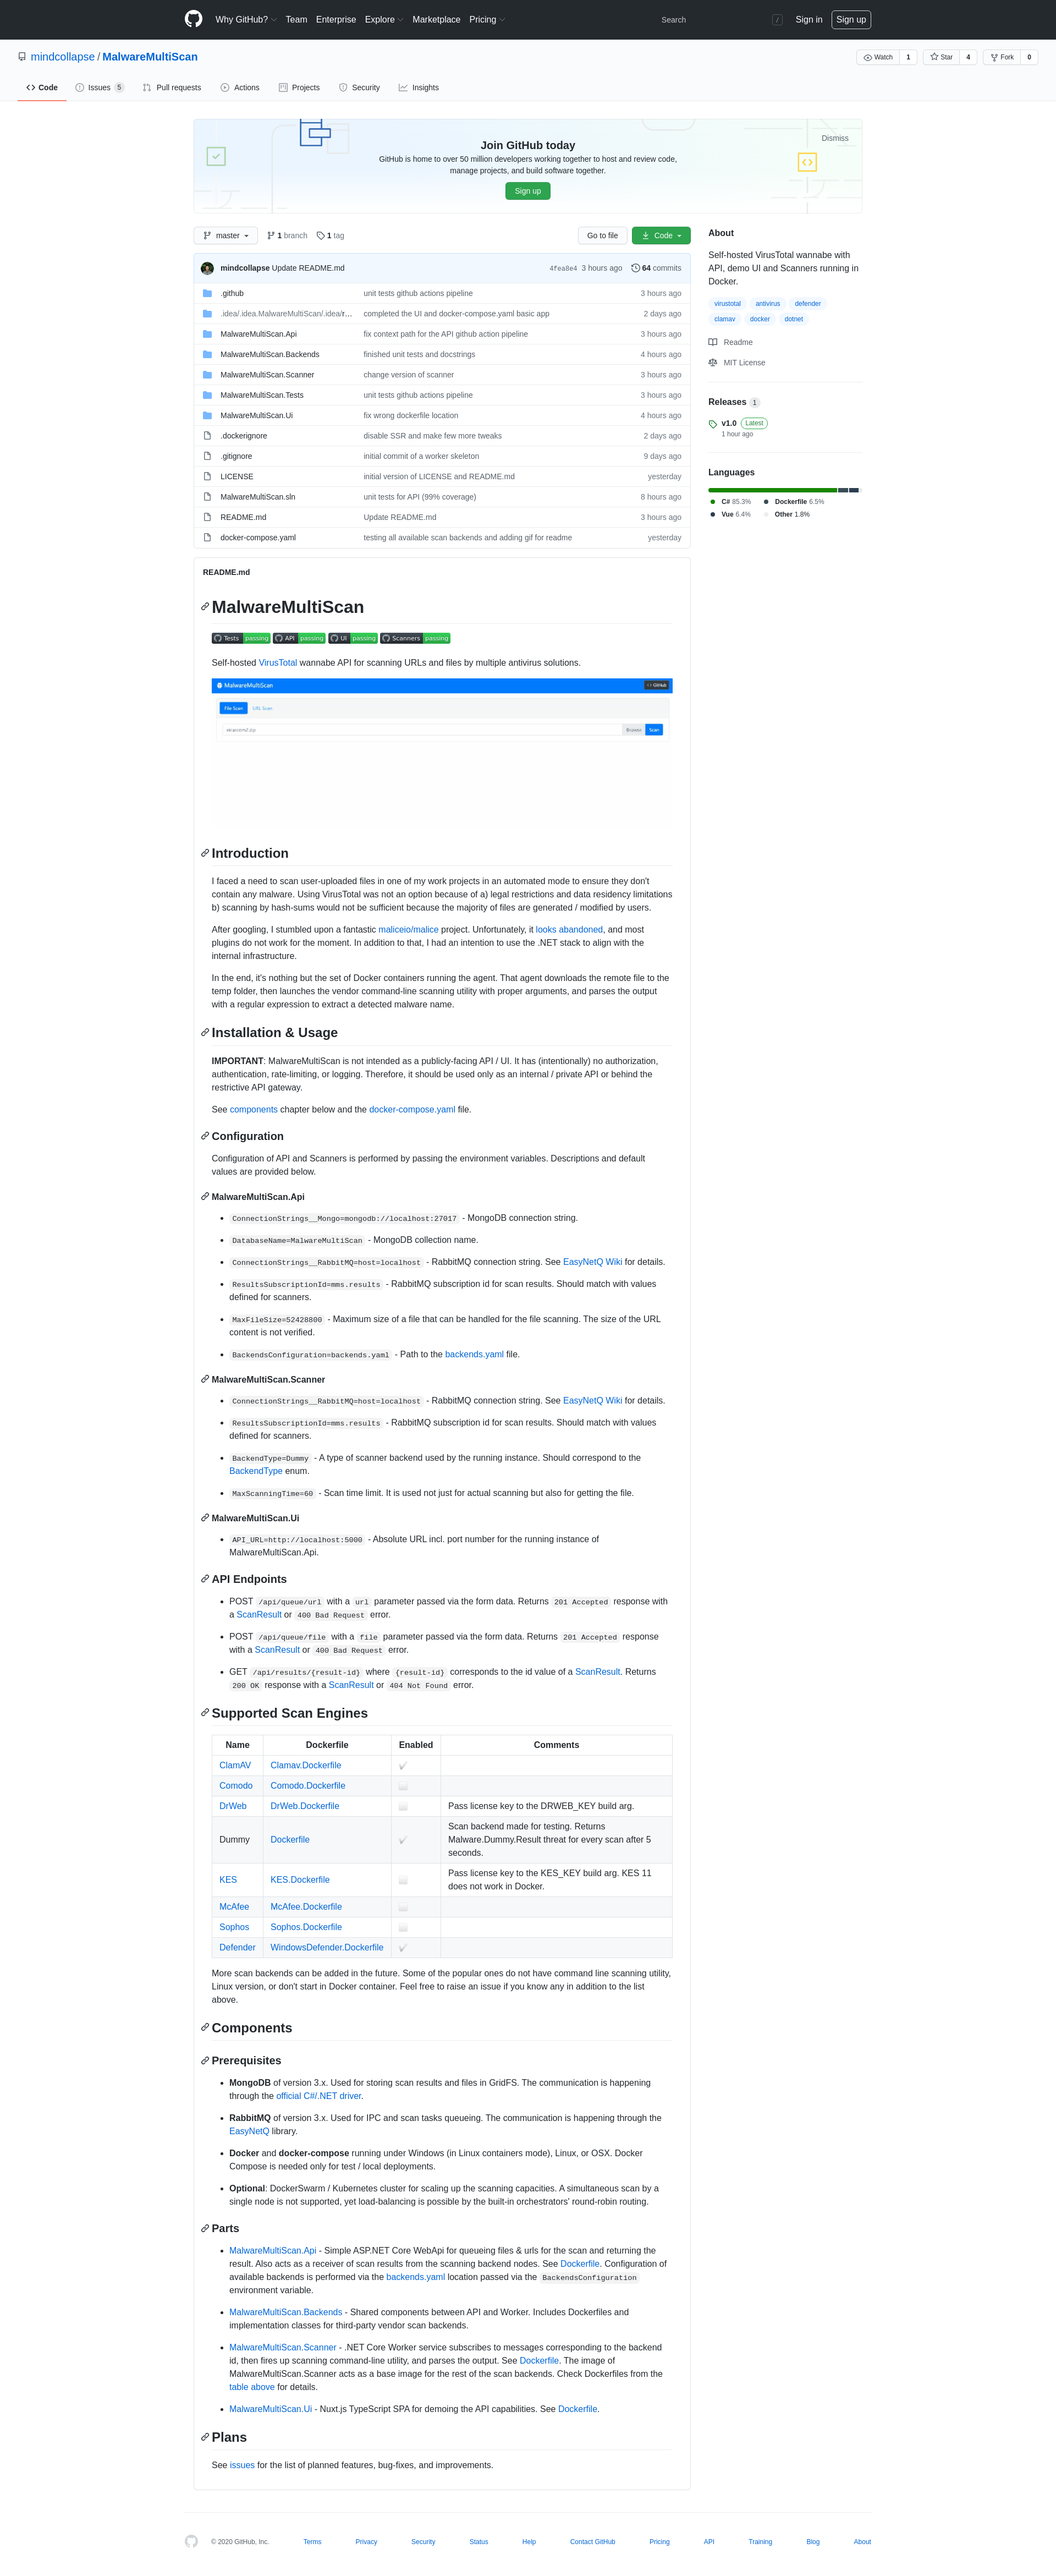 Why GitHub? Team Enterprise Explore Marketplace Pricing Search / Sign in Sign up
mindcollapse / MalwareMultiScan
Watch 1 Star 4 Fork 0
Code Issues 5 Pull requests Actions Projects Security Insights
Dismiss
Join GitHub today
GitHub is home to over 50 million developers working together to host and review code,
manage projects, and build software together.
Sign up
master 1 branch 1 tag Go to file Code
mindcollapse Update README.md 4fea8e4 3 hours ago 64 commits
.github unit tests github actions pipeline 3 hours ago
.idea/.idea.MalwareMultiScan/.idea/r… completed the UI and docker-compose.yaml basic app 2 days ago
MalwareMultiScan.Api fix context path for the API github action pipeline 3 hours ago
MalwareMultiScan.Backends finished unit tests and docstrings 4 hours ago
MalwareMultiScan.Scanner change version of scanner 3 hours ago
MalwareMultiScan.Tests unit tests github actions pipeline 3 hours ago
MalwareMultiScan.Ui fix wrong dockerfile location 4 hours ago
.dockerignore disable SSR and make few more tweaks 2 days ago
.gitignore initial commit of a worker skeleton 9 days ago
LICENSE initial version of LICENSE and README.md yesterday
MalwareMultiScan.sln unit tests for API (99% coverage) 8 hours ago
README.md Update README.md 3 hours ago
docker-compose.yaml testing all available scan backends and adding gif for readme yesterday
About
Self-hosted VirusTotal wannabe with
API, demo UI and Scanners running in
Docker.
virustotal antivirus defender
clamav docker dotnet
Readme
MIT License
Releases 1
v1.0 Latest
1 hour ago
Languages
C# 85.3% Dockerfile 6.5%
Vue 6.4% Other 1.8%
README.md
MalwareMultiScan
Tests passing API passing UI passing Scanners passing
Self-hosted VirusTotal wannabe API for scanning URLs and files by multiple antivirus solutions.
MalwareMultiScan GitHub
File Scan URL Scan
eicarcom2.zip Browse Scan
Introduction
I faced a need to scan user-uploaded files in one of my work projects in an automated mode to ensure they don't
contain any malware. Using VirusTotal was not an option because of a) legal restrictions and data residency limitations
b) scanning by hash-sums would not be sufficient because the majority of files are generated / modified by users.
After googling, I stumbled upon a fantastic maliceio/malice project. Unfortunately, it looks abandoned, and most
plugins do not work for the moment. In addition to that, I had an intention to use the .NET stack to align with the
internal infrastructure.
In the end, it's nothing but the set of Docker containers running the agent. That agent downloads the remote file to the
temp folder, then launches the vendor command-line scanning utility with proper arguments, and parses the output
with a regular expression to extract a detected malware name.
Installation & Usage
IMPORTANT: MalwareMultiScan is not intended as a publicly-facing API / UI. It has (intentionally) no authorization,
authentication, rate-limiting, or logging. Therefore, it should be used only as an internal / private API or behind the
restrictive API gateway.
See components chapter below and the docker-compose.yaml file.
Configuration
Configuration of API and Scanners is performed by passing the environment variables. Descriptions and default
values are provided below.
MalwareMultiScan.Api
• ConnectionStrings__Mongo=mongodb://localhost:27017 - MongoDB connection string.
• DatabaseName=MalwareMultiScan - MongoDB collection name.
• ConnectionStrings__RabbitMQ=host=localhost - RabbitMQ connection string. See EasyNetQ Wiki for details.
• ResultsSubscriptionId=mms.results - RabbitMQ subscription id for scan results. Should match with values
defined for scanners.
• MaxFileSize=52428800 - Maximum size of a file that can be handled for the file scanning. The size of the URL
content is not verified.
• BackendsConfiguration=backends.yaml - Path to the backends.yaml file.
MalwareMultiScan.Scanner
• ConnectionStrings__RabbitMQ=host=localhost - RabbitMQ connection string. See EasyNetQ Wiki for details.
• ResultsSubscriptionId=mms.results - RabbitMQ subscription id for scan results. Should match with values
defined for scanners.
• BackendType=Dummy - A type of scanner backend used by the running instance. Should correspond to the
BackendType enum.
• MaxScanningTime=60 - Scan time limit. It is used not just for actual scanning but also for getting the file.
MalwareMultiScan.Ui
• API_URL=http://localhost:5000 - Absolute URL incl. port number for the running instance of
MalwareMultiScan.Api.
API Endpoints
• POST /api/queue/url with a url parameter passed via the form data. Returns 201 Accepted response with
a ScanResult or 400 Bad Request error.
• POST /api/queue/file with a file parameter passed via the form data. Returns 201 Accepted response
with a ScanResult or 400 Bad Request error.
• GET /api/results/{result-id} where {result-id} corresponds to the id value of a ScanResult. Returns
200 OK response with a ScanResult or 404 Not Found error.
Supported Scan Engines
Name Dockerfile Enabled Comments
ClamAV Clamav.Dockerfile ✔
Comodo Comodo.Dockerfile
DrWeb DrWeb.Dockerfile Pass license key to the DRWEB_KEY build arg.
Dummy Dockerfile ✔ Scan backend made for testing. Returns
Malware.Dummy.Result threat for every scan after 5
seconds.
KES KES.Dockerfile Pass license key to the KES_KEY build arg. KES 11
does not work in Docker.
McAfee McAfee.Dockerfile
Sophos Sophos.Dockerfile
Defender WindowsDefender.Dockerfile ✔
More scan backends can be added in the future. Some of the popular ones do not have command line scanning utility,
Linux version, or don't start in Docker container. Feel free to raise an issue if you know any in addition to the list
above.
Components
Prerequisites
• MongoDB of version 3.x. Used for storing scan results and files in GridFS. The communication is happening
through the official C#/.NET driver.
• RabbitMQ of version 3.x. Used for IPC and scan tasks queueing. The communication is happening through the
EasyNetQ library.
• Docker and docker-compose running under Windows (in Linux containers mode), Linux, or OSX. Docker
Compose is needed only for test / local deployments.
• Optional: DockerSwarm / Kubernetes cluster for scaling up the scanning capacities. A simultaneous scan by a
single node is not supported, yet load-balancing is possible by the built-in orchestrators' round-robin routing.
Parts
• MalwareMultiScan.Api - Simple ASP.NET Core WebApi for queueing files & urls for the scan and returning the
result. Also acts as a receiver of scan results from the scanning backend nodes. See Dockerfile. Configuration of
available backends is performed via the backends.yaml location passed via the BackendsConfiguration
environment variable.
• MalwareMultiScan.Backends - Shared components between API and Worker. Includes Dockerfiles and
implementation classes for third-party vendor scan backends.
• MalwareMultiScan.Scanner - .NET Core Worker service subscribes to messages corresponding to the backend
id, then fires up scanning command-line utility, and parses the output. See Dockerfile. The image of
MalwareMultiScan.Scanner acts as a base image for the rest of the scan backends. Check Dockerfiles from the
table above for details.
• MalwareMultiScan.Ui - Nuxt.js TypeScript SPA for demoing the API capabilities. See Dockerfile.
Plans
See issues for the list of planned features, bug-fixes, and improvements.
© 2020 GitHub, Inc. Terms Privacy Security Status Help Contact GitHub Pricing API Training Blog About